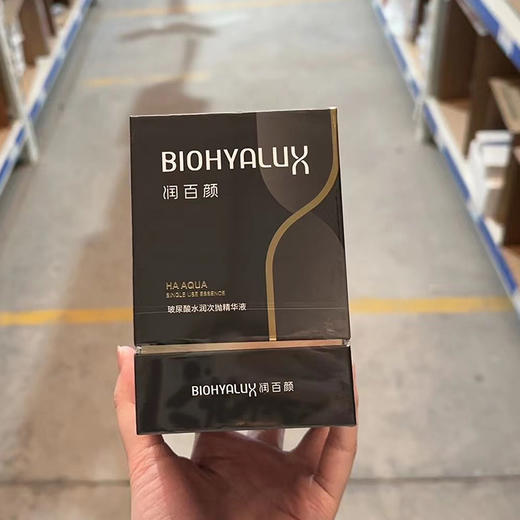 BIOHYALUX
润百颜
HA AQUA
SINGLE USE ESSENCE
玻尿酸水润次抛精华液
BIOHYALUX润百颜